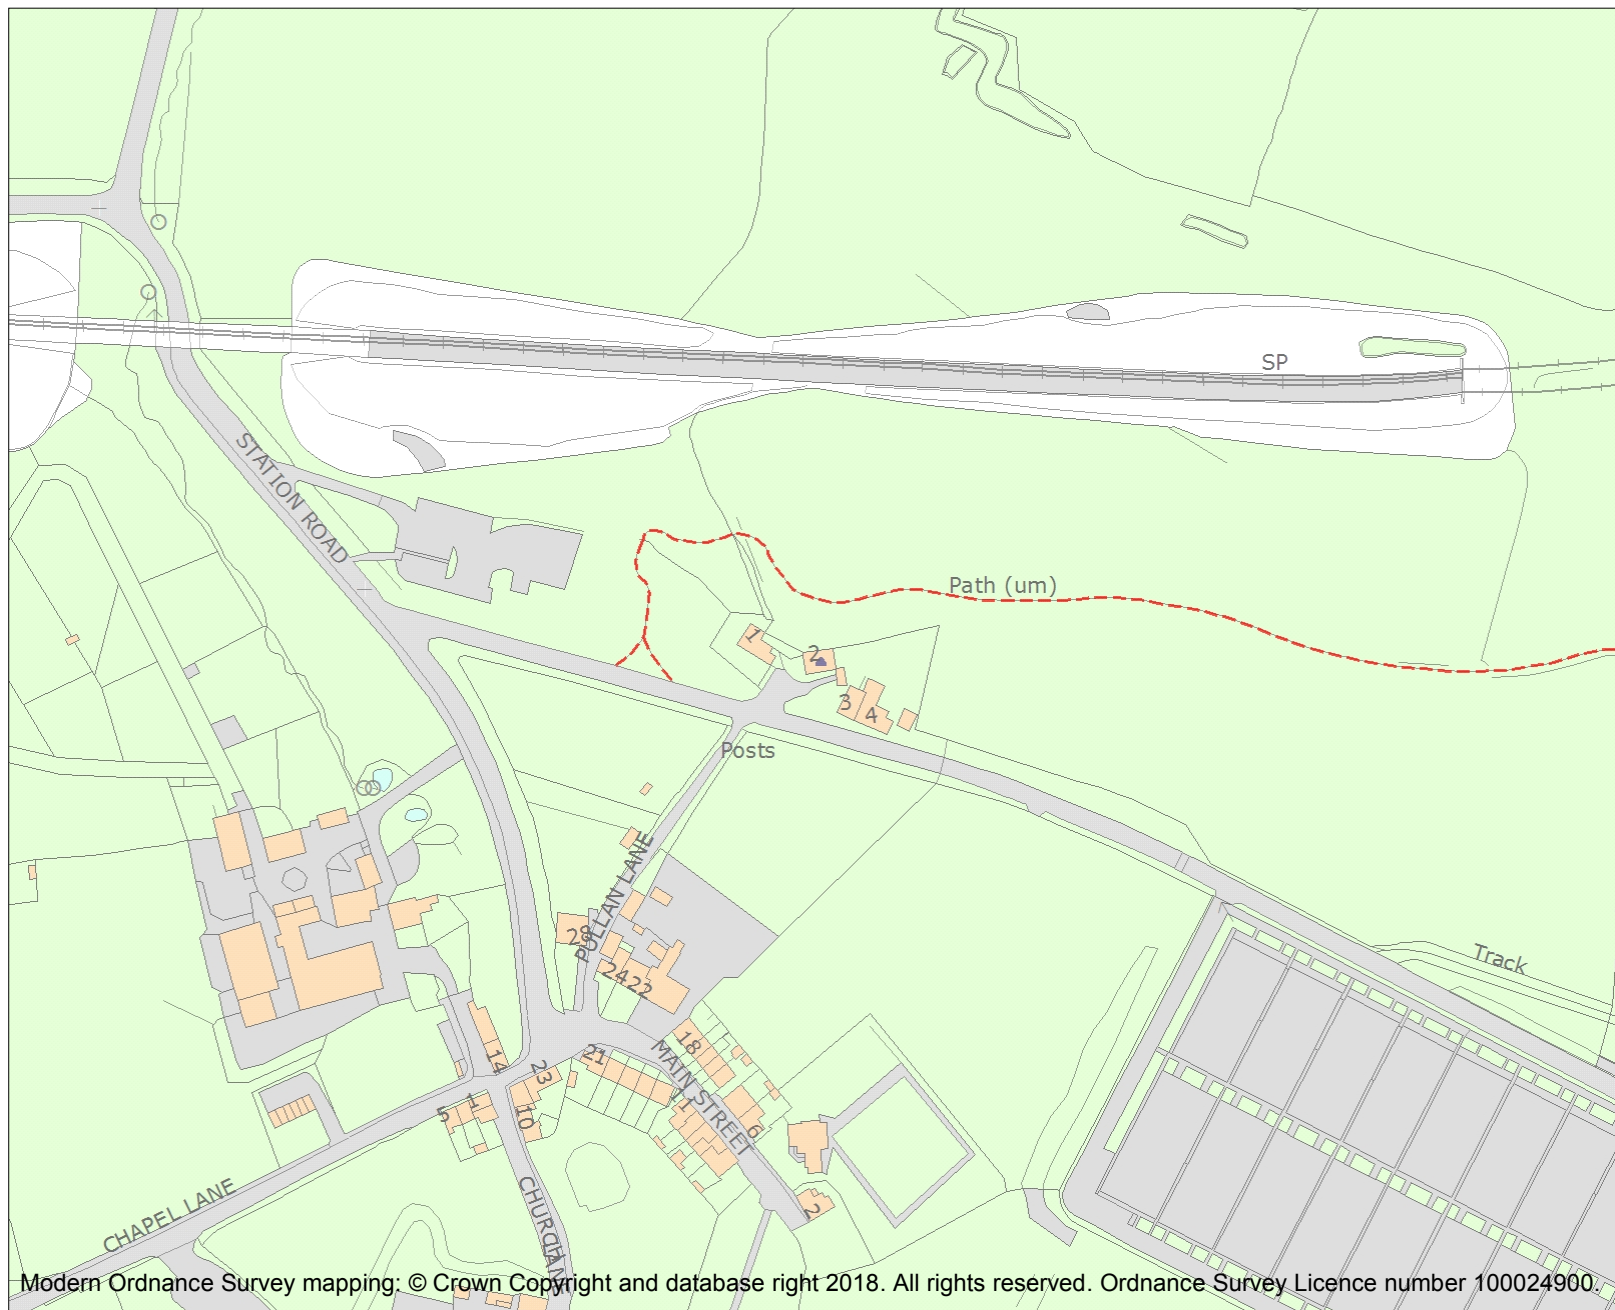 SP
STATION ROAD
Path (um)
1
2
3
4
Posts
PULLAN LANE
28
24
22
Track
18
MAIN STREET
21
14
23
11
1
5
10
6
2
CHAPEL LANE
CHURCH LANE
Modern Ordnance Survey mapping: © Crown Copyright and database right 2018. All rights reserved. Ordnance Survey Licence number 100024900.